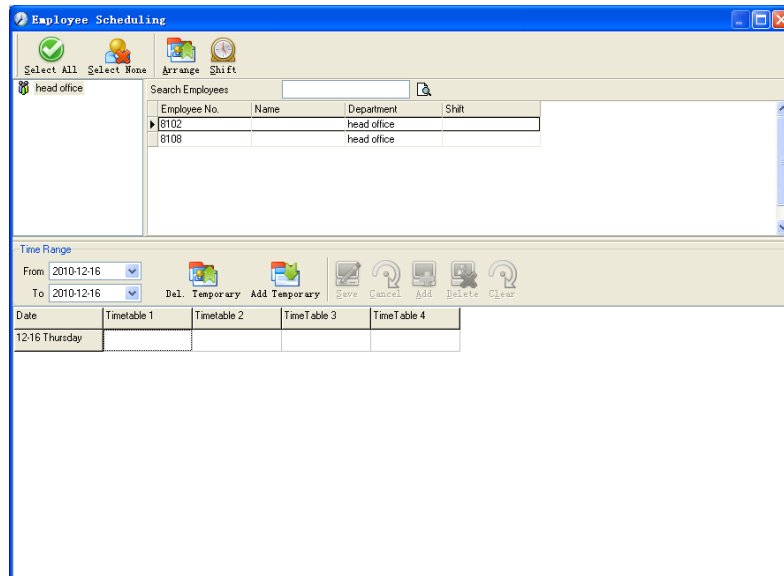 Employee Scheduling
Select All Select None Arrange Shift
head office
Search Employees
Employee No. Name Department Shift
8102 head office
8108 head office
Time Range
From 2010-12-16
To 2010-12-16
Del. Temporary Add Temporary Save Cancel Add Delete Clear
Date Timetable 1 Timetable 2 TimeTable 3 TimeTable 4
12-16 Thursday